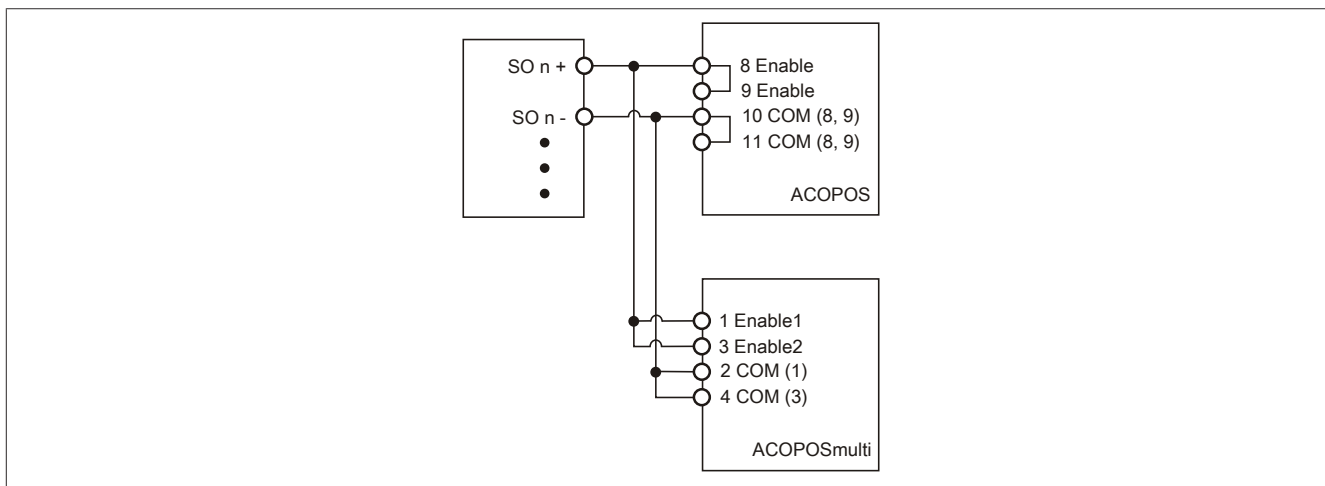 SO n +
SO n -
8 Enable
9 Enable
10 COM (8, 9)
11 COM (8, 9)
ACOPOS
1 Enable1
3 Enable2
2 COM (1)
4 COM (3)
ACOPOSmulti